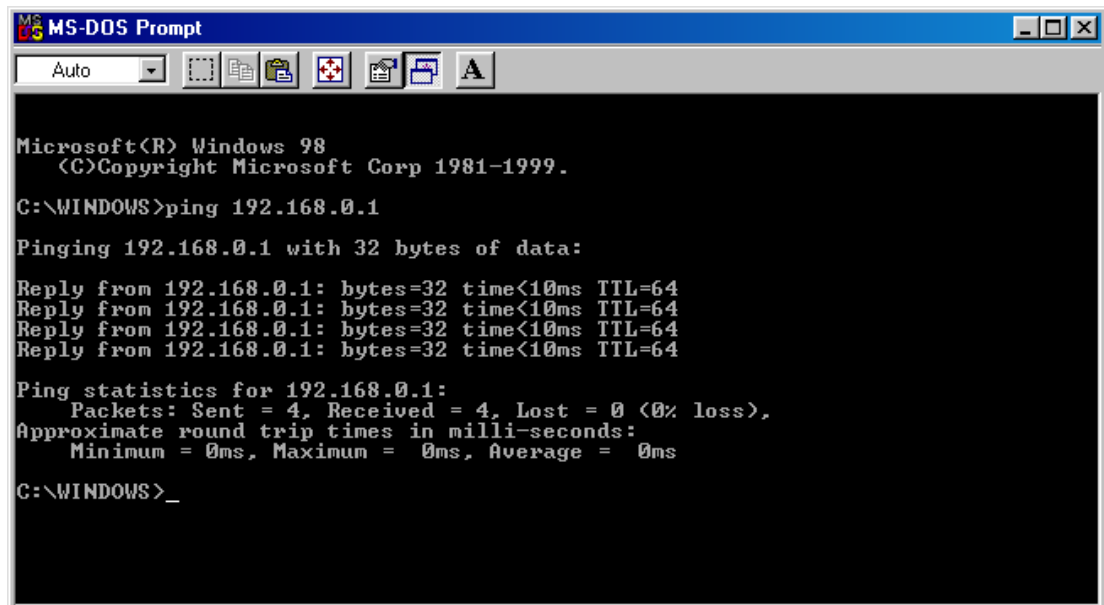 MS-DOS Prompt
Auto
A
Microsoft(R) Windows 98
(C)Copyright Microsoft Corp 1981-1999.
C:\WINDOWS>ping 192.168.0.1
Pinging 192.168.0.1 with 32 bytes of data:
Reply from 192.168.0.1: bytes=32 time<10ms TTL=64
Reply from 192.168.0.1: bytes=32 time<10ms TTL=64
Reply from 192.168.0.1: bytes=32 time<10ms TTL=64
Reply from 192.168.0.1: bytes=32 time<10ms TTL=64
Ping statistics for 192.168.0.1:
Packets: Sent = 4, Received = 4, Lost = 0 (0% loss),
Approximate round trip times in milli-seconds:
Minimum = 0ms, Maximum =  0ms, Average =  0ms
C:\WINDOWS>_